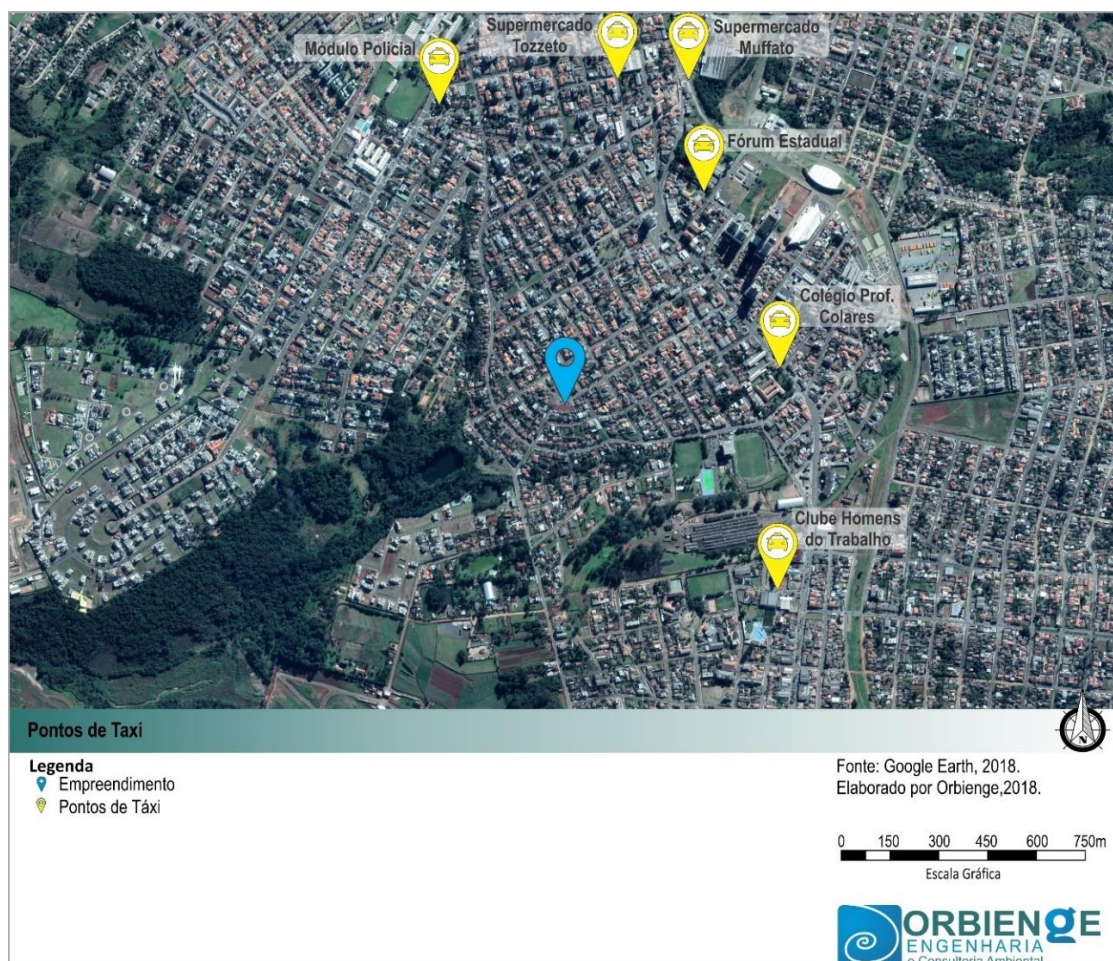 Supermercado
Tozzeto
Supermercado
Muffato
Módulo Policial
Fórum Estadual
Colégio Prof.
Colares
Clube Homens
do Trabalho
Pontos de Taxi
N
Legenda
Empreendimento
Pontos de Táxi
Fonte: Google Earth, 2018.
Elaborado por Orbienge,2018.
0 150 300 450 600 750m
Escala Gráfica
ORBIENGE
ENGENHARIA
e Consultoria Ambiental